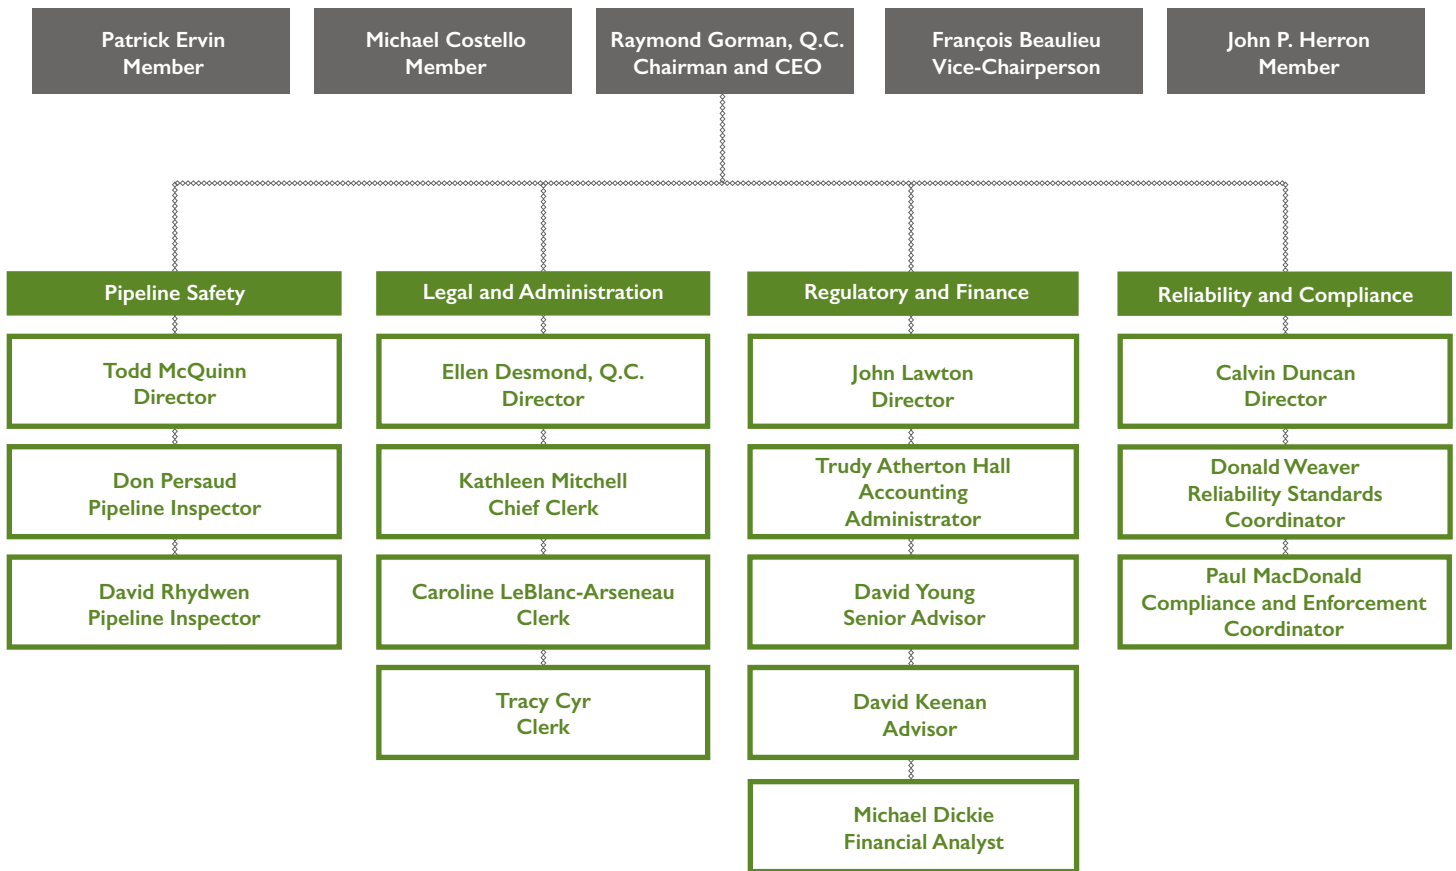 Patrick Ervin
Member
Michael Costello
Member
Raymond Gorman, Q.C.
Chairman and CEO
François Beaulieu
Vice-Chairperson
John P. Herron
Member
Pipeline Safety
Todd McQuinn
Director
Don Persaud
Pipeline Inspector
David Rhydwen
Pipeline Inspector
Legal and Administration
Ellen Desmond, Q.C.
Director
Kathleen Mitchell
Chief Clerk
Caroline LeBlanc-Arseneau
Clerk
Tracy Cyr
Clerk
Regulatory and Finance
John Lawton
Director
Trudy Atherton Hall
Accounting
Administrator
David Young
Senior Advisor
David Keenan
Advisor
Michael Dickie
Financial Analyst
Reliability and Compliance
Calvin Duncan
Director
Donald Weaver
Reliability Standards
Coordinator
Paul MacDonald
Compliance and Enforcement
Coordinator